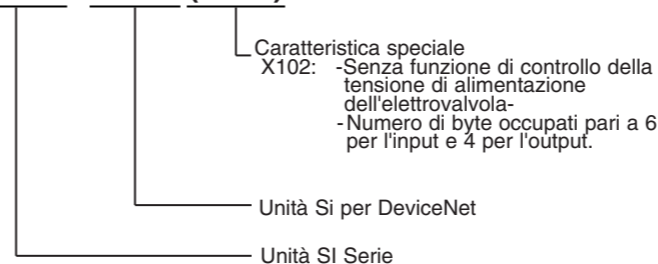 Caratteristica speciale
X102: -Senza funzione di controllo della
tensione di alimentazione
dell'elettrovalvola-
-Numero di byte occupati pari a 6
per l'input e 4 per l'output.
Unità Si per DeviceNet
Unità SI Serie